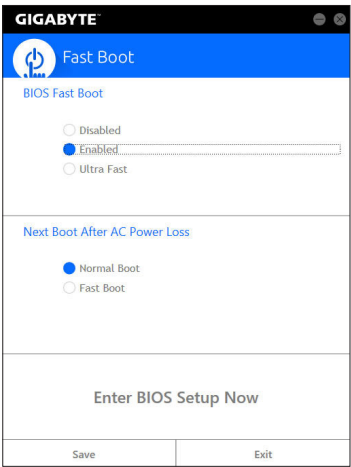 GIGABYTE™
Fast Boot
BIOS Fast Boot
Disabled
Enabled
Ultra Fast
Next Boot After AC Power Loss
Normal Boot
Fast Boot
Enter BIOS Setup Now
Save
Exit